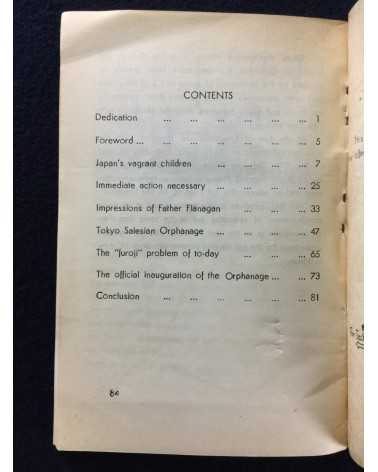 CONTENTS
Dedication ... ... ... ... ... ... 1
Foreword ... ... ... ... ... ... ... 5
Japan's vagrant children ... ... ... ... 7
Immediate action necessary ... ... ... ... 25
Impressions of Father Flanagan ... ... ... 33
Tokyo Salesian Orphanage ... ... ... ... 47
The "furoji" problem of to-day ... ... ... 65
The official inauguration of the Orphanage ... ... 73
Conclusion ... ... ... ... ... ... 81
80